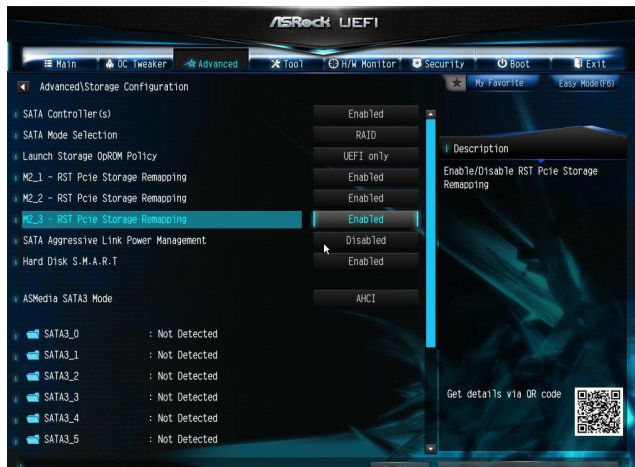 ASRock UEFI
Main OC Tweaker Advanced Tool H/W Monitor Security Boot Exit
My Favorite Easy Mode(F6)
Advanced\Storage Configuration
SATA Controller(s) Enabled
SATA Mode Selection RAID
Launch Storage OpROM Policy UEFI only
M2_1 - RST Pcie Storage Remapping Enabled
M2_2 - RST Pcie Storage Remapping Enabled
M2_3 - RST Pcie Storage Remapping Enabled
SATA Aggressive Link Power Management Disabled
Hard Disk S.M.A.R.T Enabled
ASMedia SATA3 Mode AHCI
SATA3_0 : Not Detected
SATA3_1 : Not Detected
SATA3_2 : Not Detected
SATA3_3 : Not Detected
SATA3_4 : Not Detected
SATA3_5 : Not Detected
Description
Enable/Disable RST Pcie Storage
Remapping
Get details via QR code